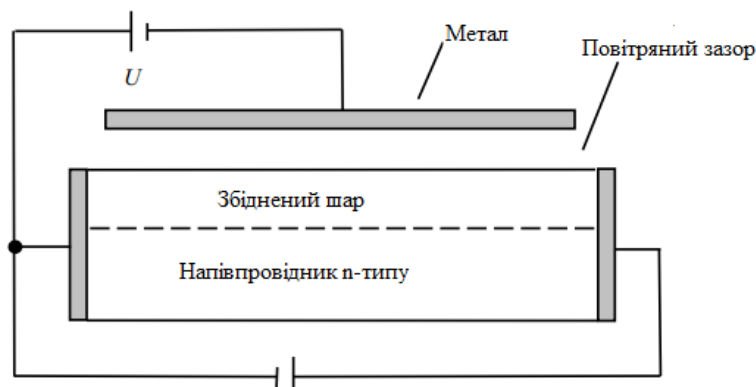 Метал
Повітряний зазор
U
Збіднений шар
Напівпровідник n-типу